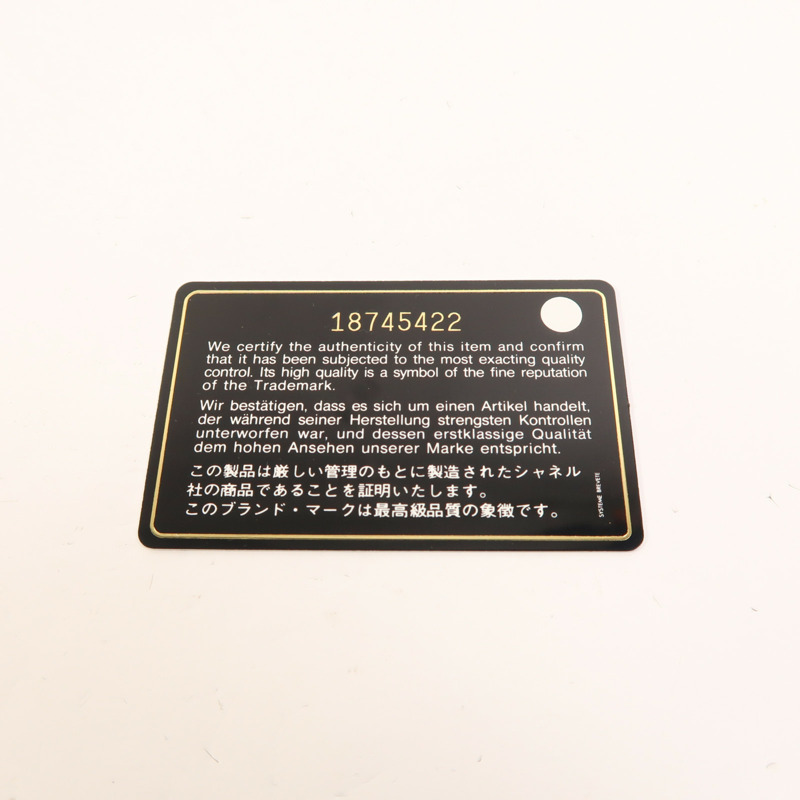 18745422
We certify the authenticity of this item and confirm
that it has been subjected to the most exacting quality
control. Its high quality is a symbol of the fine reputation
of the Trademark.
Wir bestätigen, dass es sich um einen Artikel handelt,
der während seiner Herstellung strengsten Kontrollen
unterworfen war, und dessen erstklassige Qualität
dem hohen Ansehen unserer Marke entspricht.
この製品は厳しい管理のもとに製造されたシャネル
社の商品であることを証明いたします。
このブランド・マークは最高級品質の象徴です。
SYSTEME BREVETE